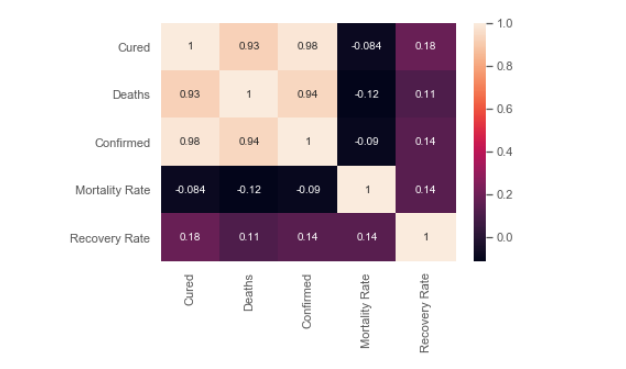 1.0
Cured 1 0.93 0.98 -0.084 0.18
0.8
Deaths 0.93 1 0.94 -0.12 0.11
0.6
Confirmed 0.98 0.94 1 -0.09 0.14
0.4
Mortality Rate -0.084 -0.12 -0.09 1 0.14
0.2
Recovery Rate 0.18 0.11 0.14 0.14 1
0.0
Cured
Deaths
Confirmed
Mortality Rate
Recovery Rate